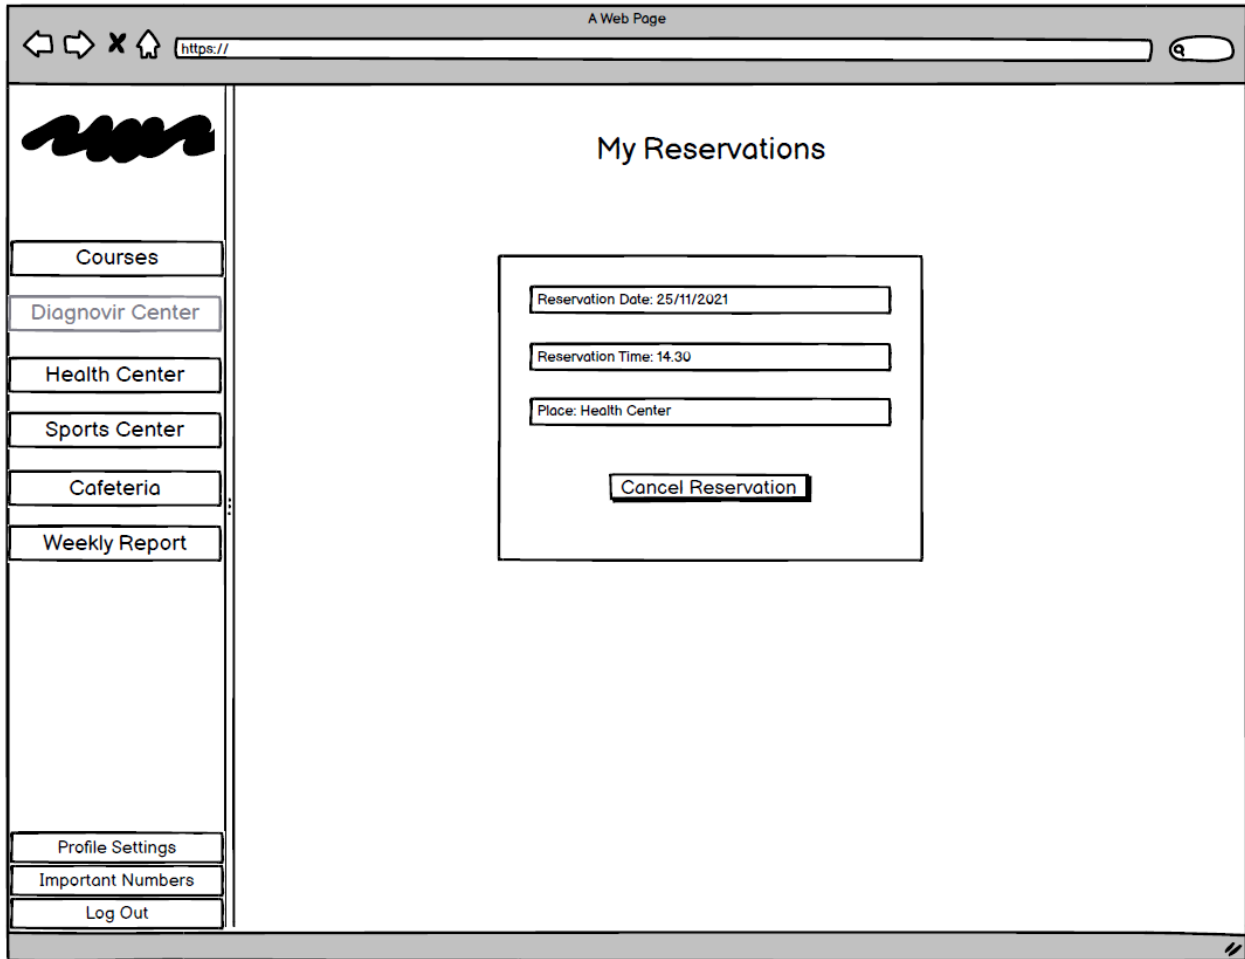 A Web Page
https://
My Reservations
Courses
Diagnovir Center
Health Center
Sports Center
Cafeteria
Weekly Report
Reservation Date: 25/11/2021
Reservation Time: 14.30
Place: Health Center
Cancel Reservation
Profile Settings
Important Numbers
Log Out